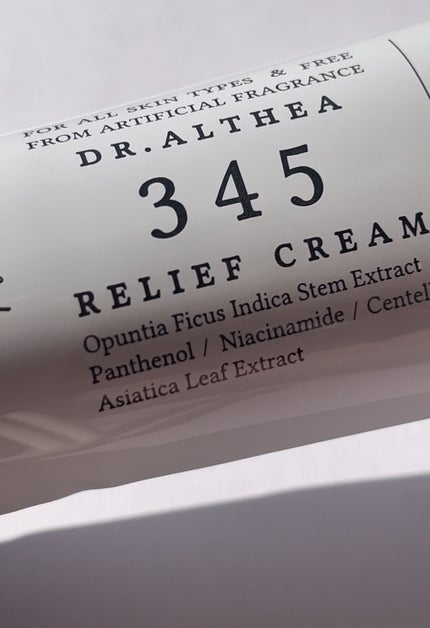 FOR ALL SKIN TYPES & FREE
FROM ARTIFICIAL FRAGRANCE
DR.ALTHEA
345
RELIEF CREAM
Opuntia Ficus Indica Stem Extract
Panthenol / Niacinamide / Centel
Asiatica Leaf Extract